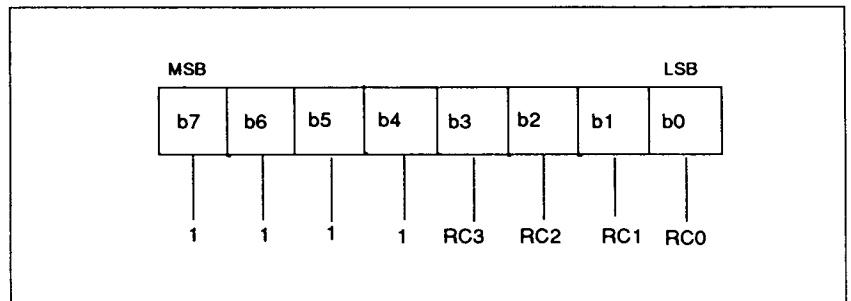 MSB LSB
b7 b6 b5 b4 b3 b2 b1 b0
1 1 1 1 RC3 RC2 RC1 RC0